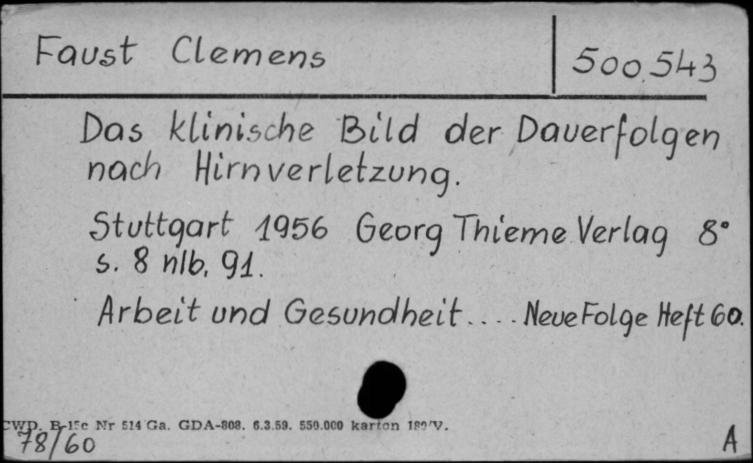 Faust Clemens
500.543
Das klinische Bild der Dauerfolgen
nach Hirnverletzung.
Stuttgart 1956 Georg Thieme Verlag 8°
s. 8 nlb, 91.
Arbeit und Gesundheit.... Neue Folge Heft 60.
CWD. Nr 514 Ga. GDA-808. 6.3.59. 550.000 karton
78/60
A